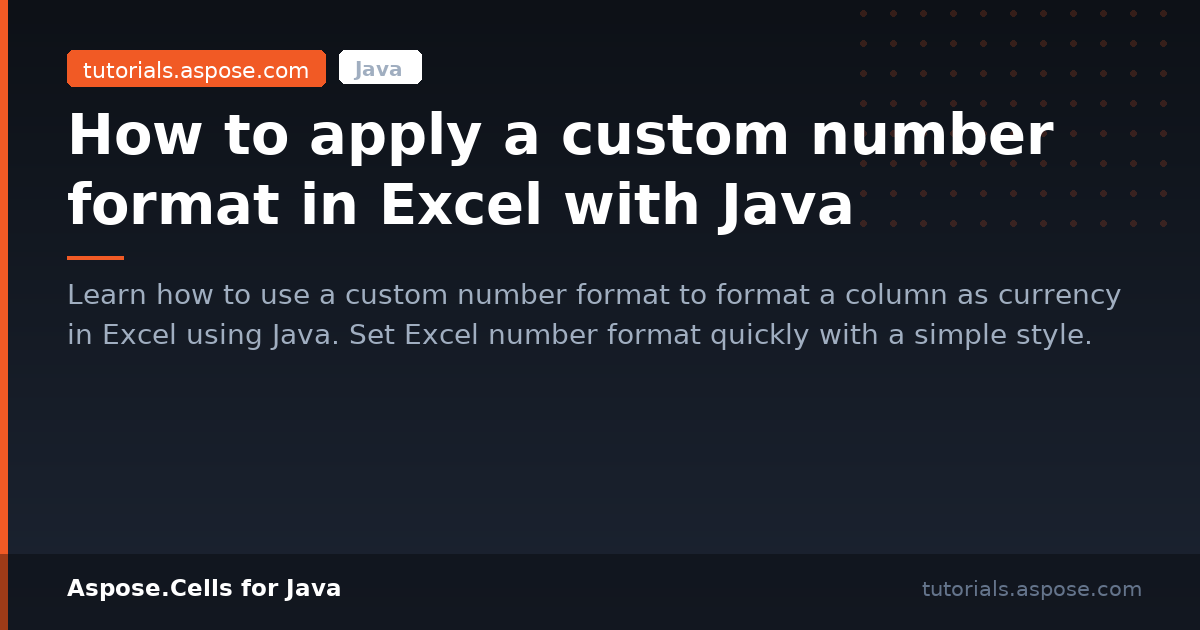 tutorials.aspose.com
Java
How to apply a custom number
format in Excel with Java
Learn how to use a custom number format to format a column as currency
in Excel using Java. Set Excel number format quickly with a simple style.
Aspose.Cells for Java
tutorials.aspose.com